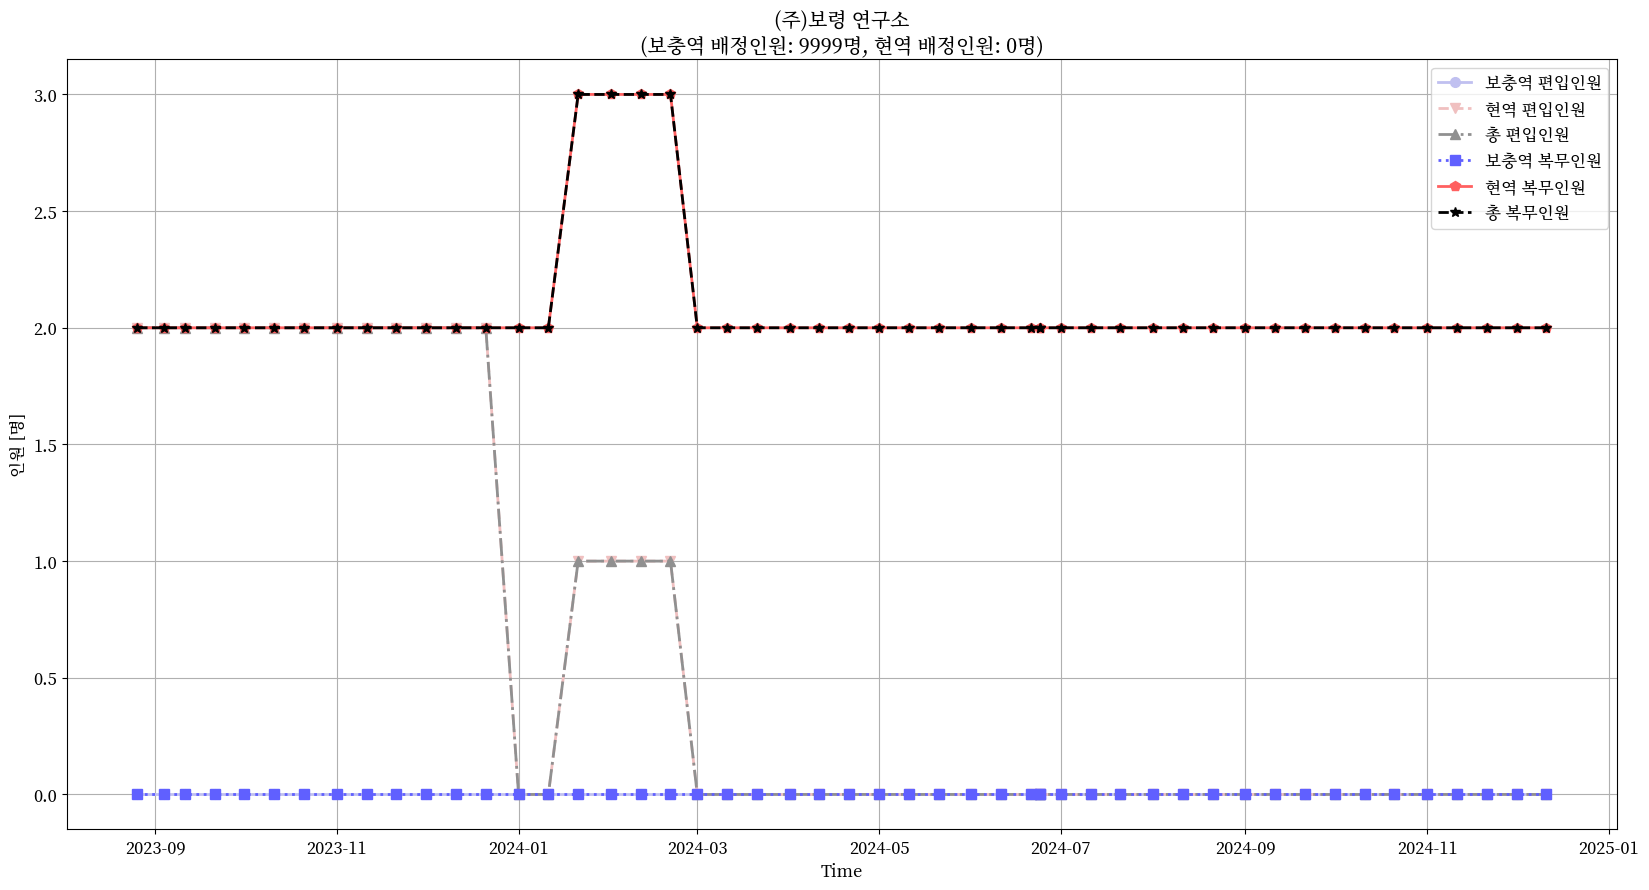 (주)보령 연구소
(보충역 배정인원: 9999명, 현역 배정인원: 0명)
보충역 편입인원
현역 편입인원
총 편입인원
보충역 복무인원
현역 복무인원
총 복무인원
인원 [명]
3.0
2.5
2.0
1.5
1.0
0.5
0.0
2023-09
2023-11
2024-01
2024-03
2024-05
2024-07
2024-09
2024-11
2025-01
Time